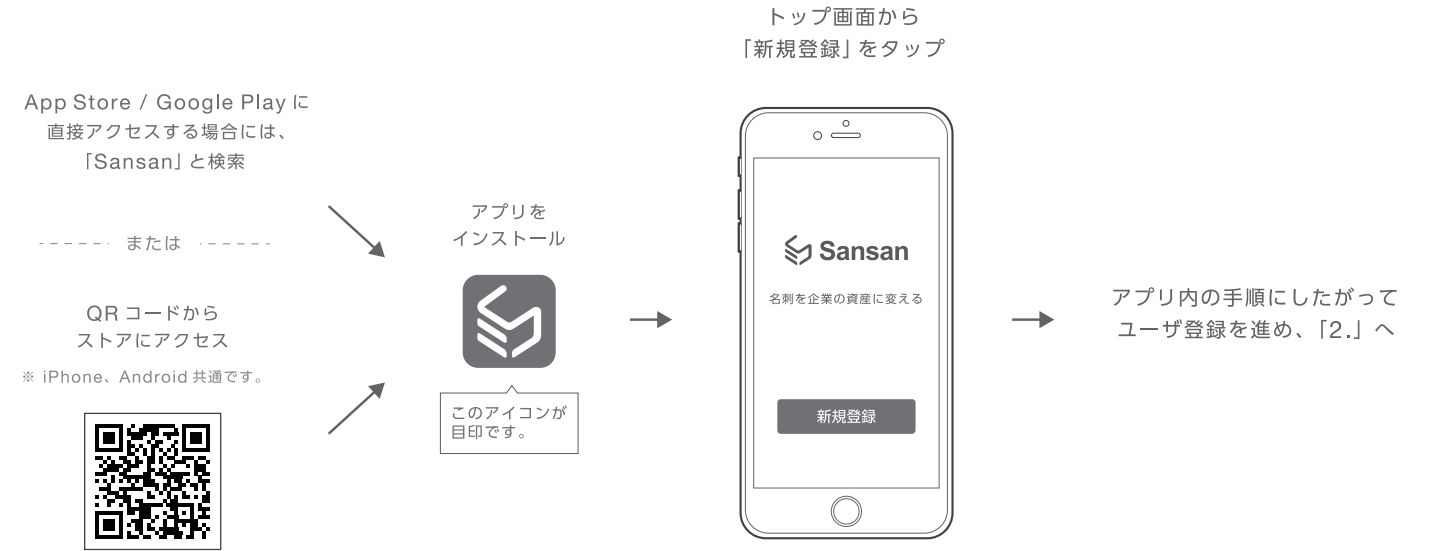 App Store / Google Play に
直接アクセスする場合には、
「Sansan」と検索
または
QR コードから
ストアにアクセス
※ iPhone、Android 共通です。
アプリを
インストール
このアイコンが
目印です。
トップ画面から
「新規登録」をタップ
Sansan
名刺を企業の資産に変える
新規登録
アプリ内の手順にしたがって
ユーザ登録を進め、「2.」へ